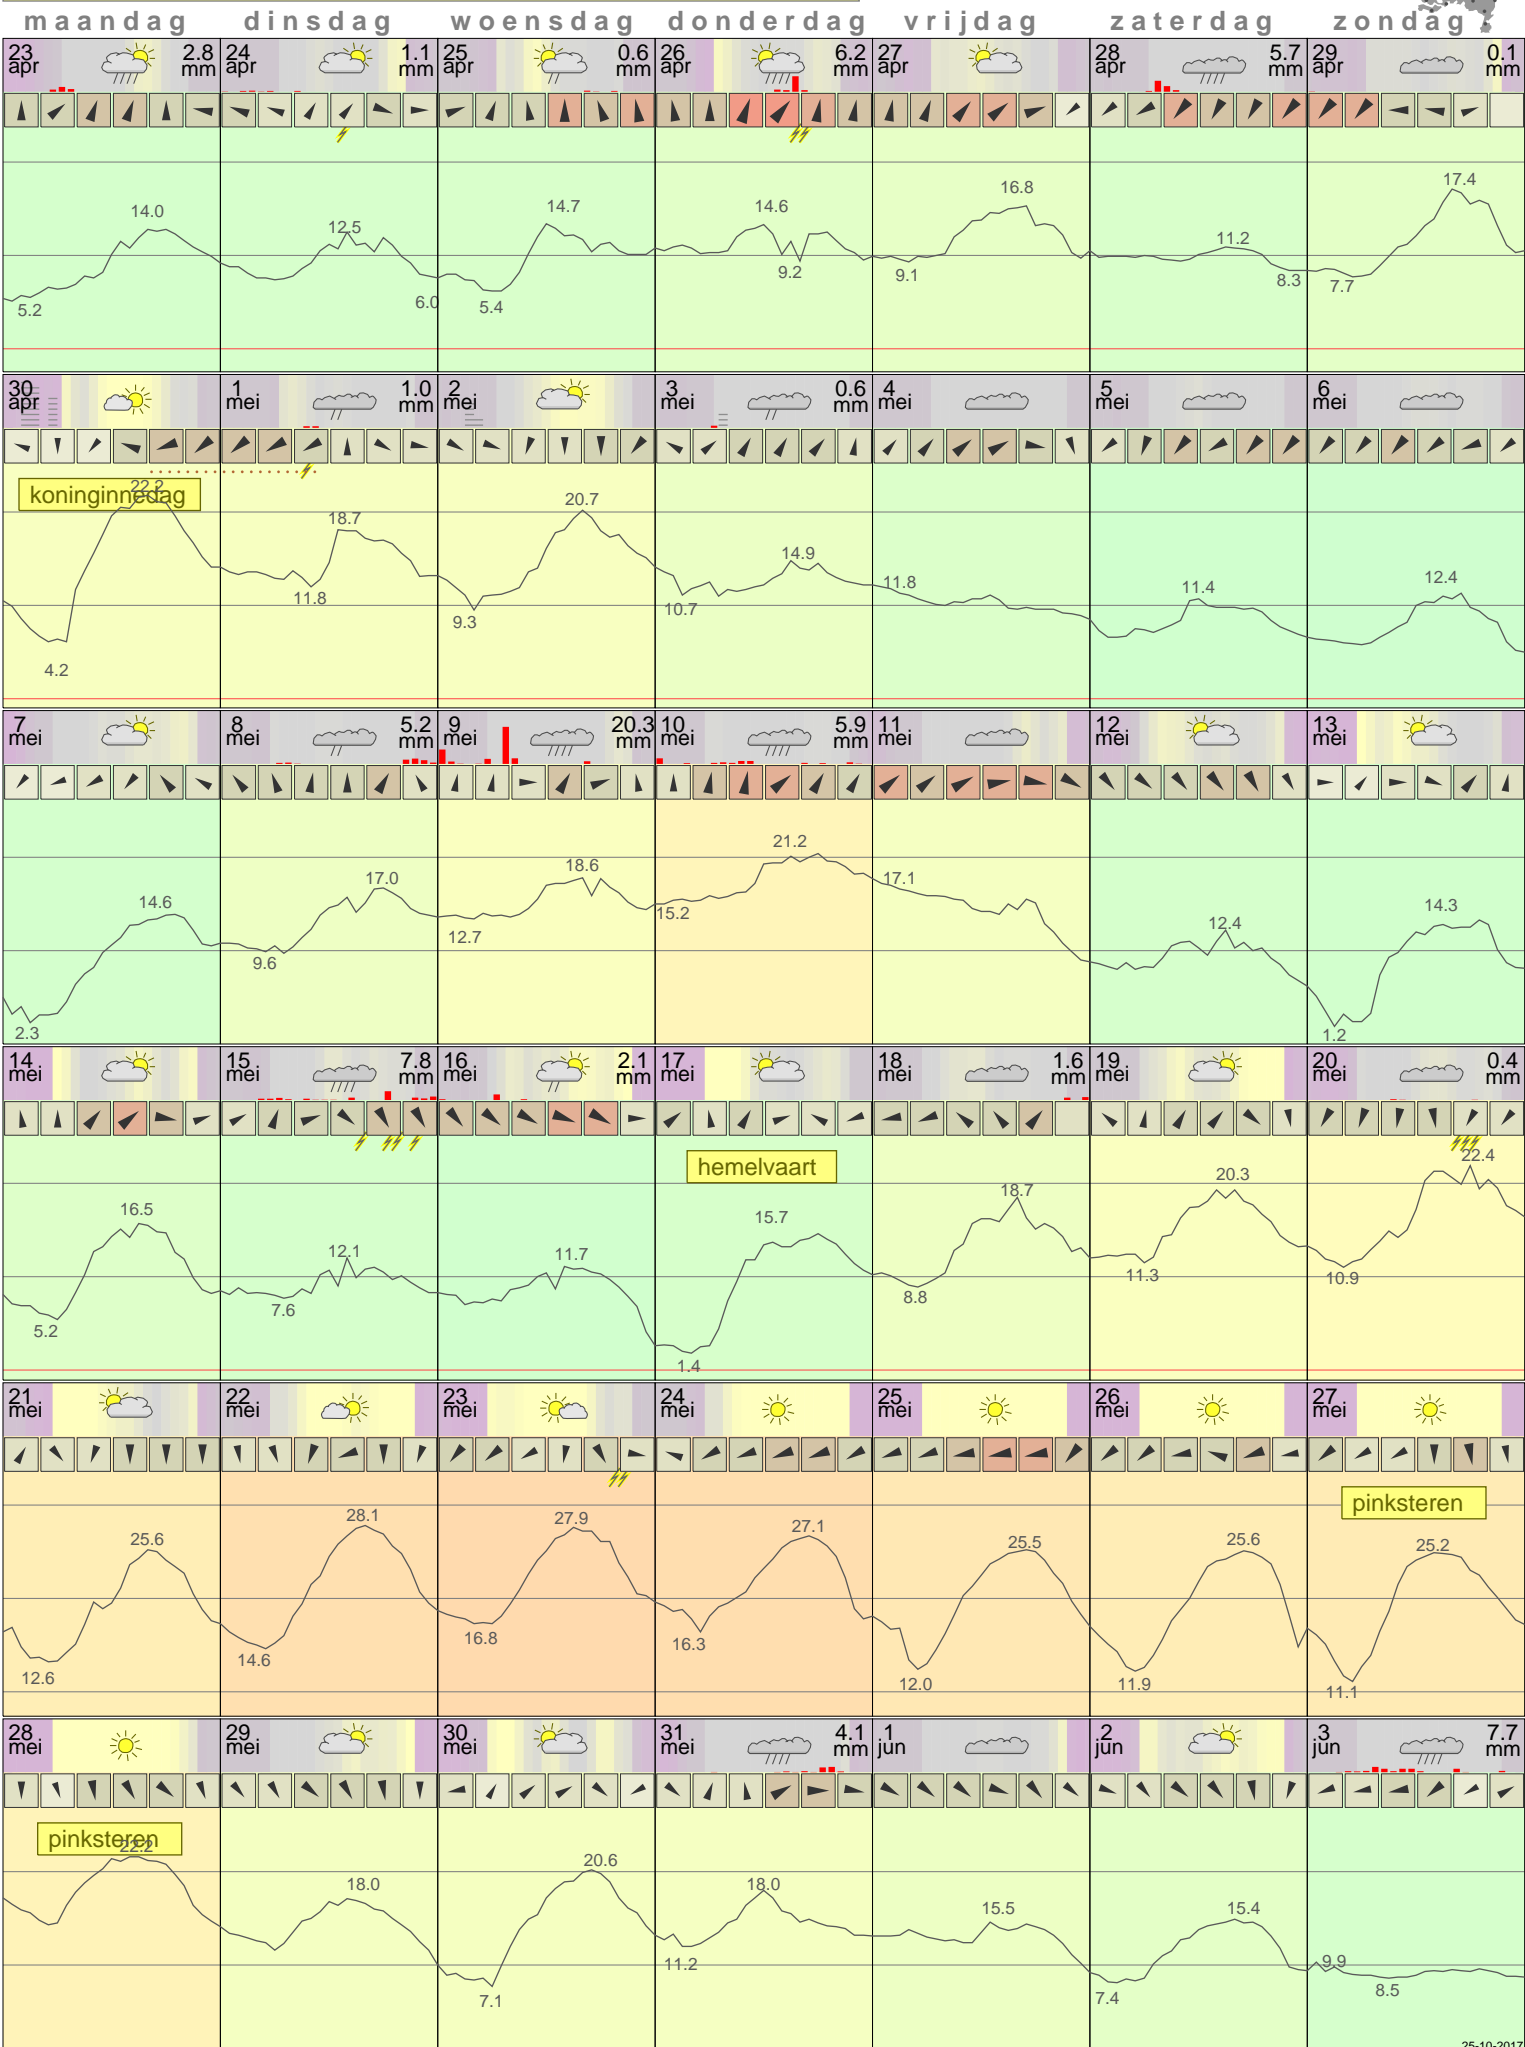 maandag dinsdag woensdag donderdag vrijdag zaterdag zondag
23 2.8 24 1.1 25 0.6 26 6.2 27 28 5.7 29 0.1
apr mm apr mm apr mm apr mm apr apr mm apr mm
14.0 12.5 14.7 14.6 16.8 11.2 17.4
5.2 6.0 5.4 9.2 9.1 8.3 7.7
30 1 1.0 2 3 0.6 4 5 6
apr mei mm mei mei mm mei mei mei
koninginnedag
22.2 18.7 20.7 14.9 11.8 11.4 12.4
4.2 11.8 9.3 10.7
7 8 5.2 9 20.3 10 5.9 11 12 13
mei mei mm mei mm mei mm mei mei mei
14.6 17.0 18.6 21.2 17.1 12.4 14.3
2.3 9.6 12.7 15.2 1.2
14 15 7.8 16 2.1 17 18 1.6 19 20 0.4
mei mei mm mei mm mei mei mm mei mei mm
hemelvaart
16.5 12.1 11.7 15.7 18.7 20.3 22.4
5.2 7.6 1.4 8.8 11.3 10.9
21 22 23 24 25 26 27
mei mei mei mei mei mei mei
pinksteren
25.6 28.1 27.9 27.1 25.5 25.6 25.2
12.6 14.6 16.8 16.3 12.0 11.9 11.1
28 29 30 31 4.1 1 2 3 7.7
mei mei mei mei mm jun jun jun mm
pinksteren
22.2 18.0 20.6 18.0 15.5 15.4 9.9
7.1 11.2 7.4 8.5
25-10-2017